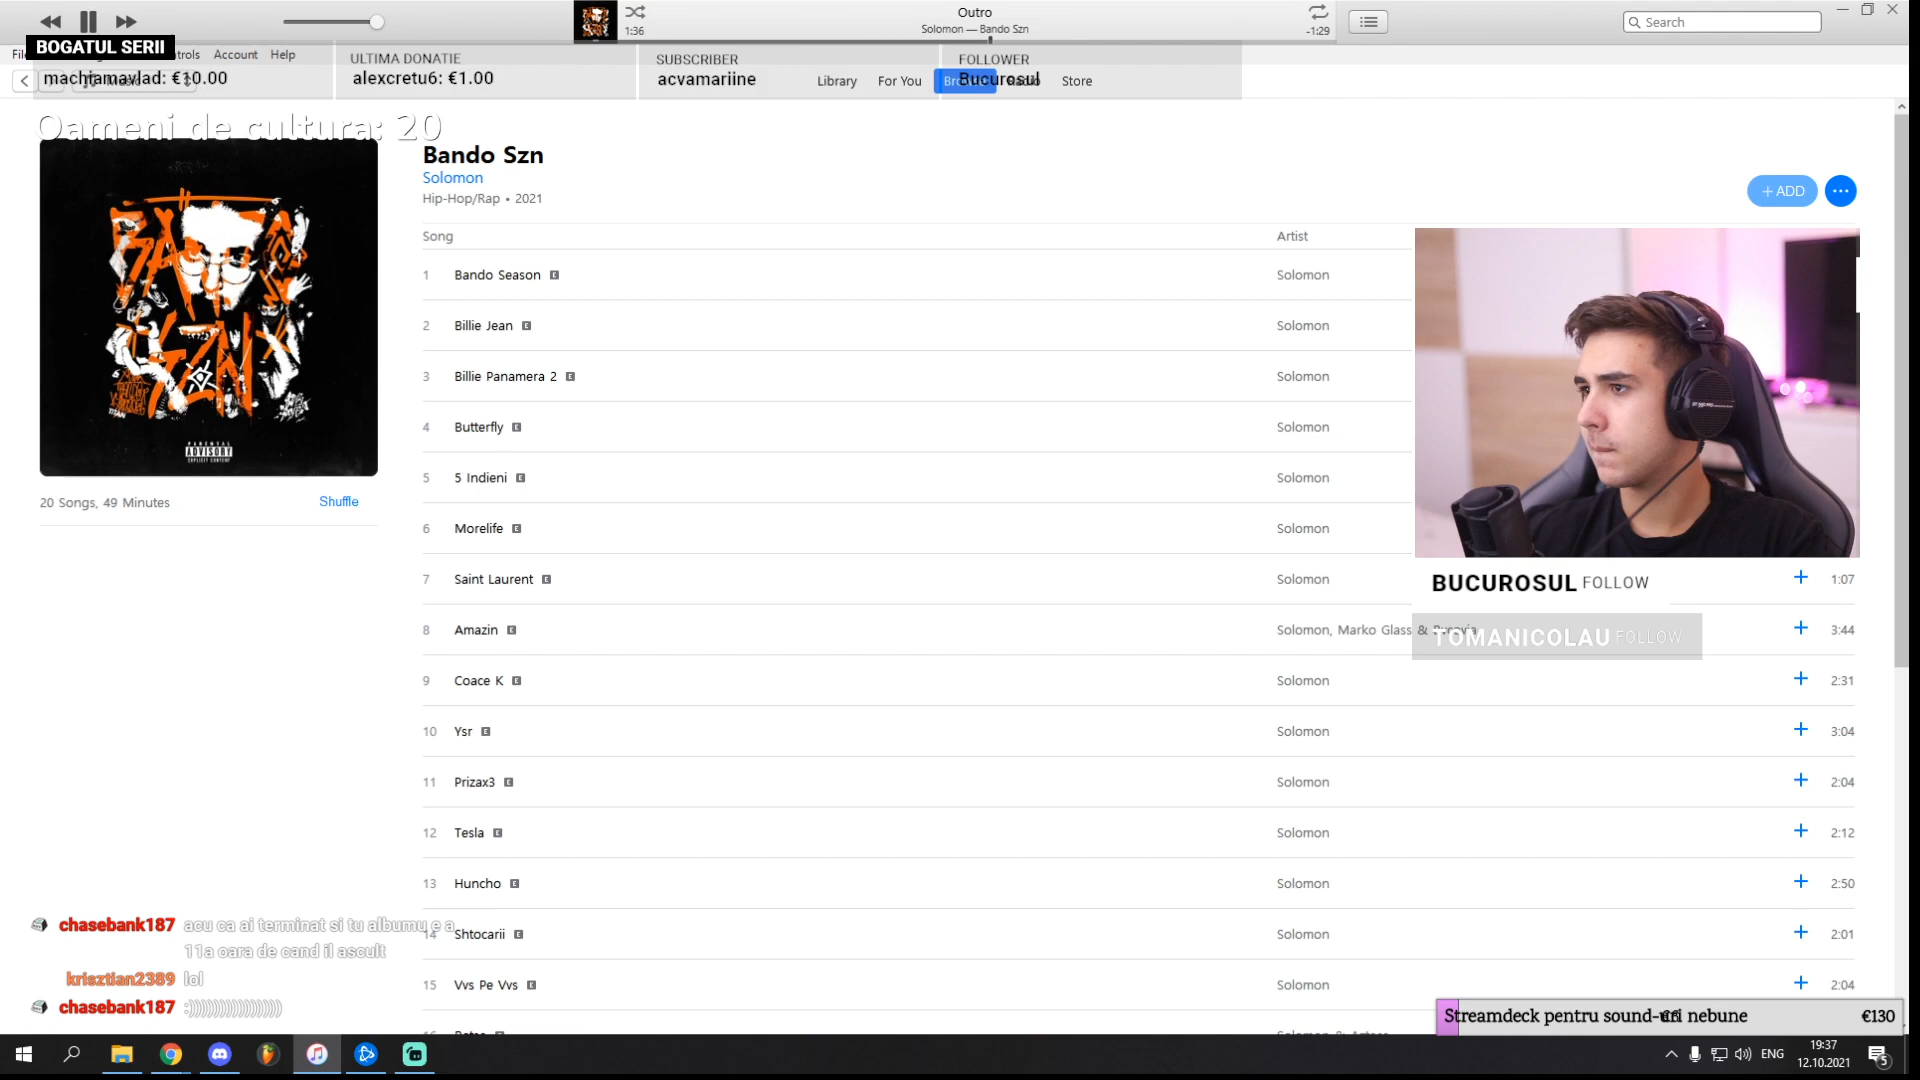 Outro
1:36
Solomon — Bando Szn
-1:29
Search
BOGATUL SERII
Account
Help
machiamavlad: €10.00
ULTIMA DONATIE
alexcretu6: €1.00
SUBSCRIBER
acvamariine
FOLLOWER
Bucurosul
Library
For You
Store
Oameni de cultura: 20
Bando Szn
Solomon
Hip-Hop/Rap • 2021
+ ADD
ADVISORY
20 Songs, 49 Minutes
Shuffle
Song
Artist
1 Bando Season E Solomon
2 Billie Jean E Solomon
3 Billie Panamera 2 E Solomon
4 Butterfly E Solomon
5 5 Indieni E Solomon
6 Morelife E Solomon
7 Saint Laurent E Solomon + 1:07
8 Amazin E Solomon, Marko Glass & + 3:44
9 Coace K E Solomon + 2:31
10 Ysr E Solomon + 3:04
11 Prizax3 E Solomon + 2:04
12 Tesla E Solomon + 2:12
13 Huncho E Solomon + 2:50
14 Shtocarii E Solomon + 2:01
15 Vvs Pe Vvs E Solomon + 2:04
BUCUROSUL FOLLOW
TOMANICOLAU FOLLOW
chasebank187 acu ca ai terminat si tu albumu e a
11a oara de cand il ascult
krisztian2389 lol
chasebank187 :))))))))))))))))))
Streamdeck pentru sound-uri nebune €130
ENG
19:37
12.10.2021
5